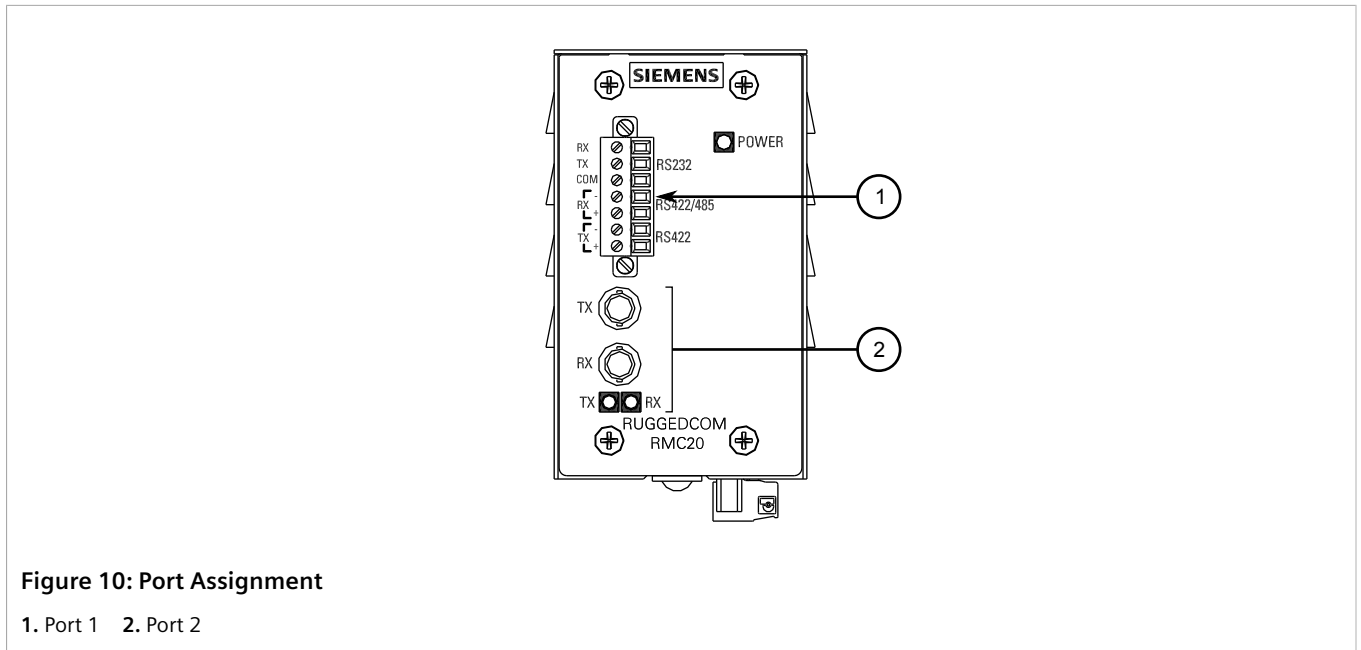 SIEMENS
POWER
RX
TX
RS232
COM
-
RX
RS422/485
+
-
TX
RS422
+
1
TX
RX
2
TX RX
RUGGEDCOM
RMC20
Figure 10: Port Assignment
1. Port 1 2. Port 2